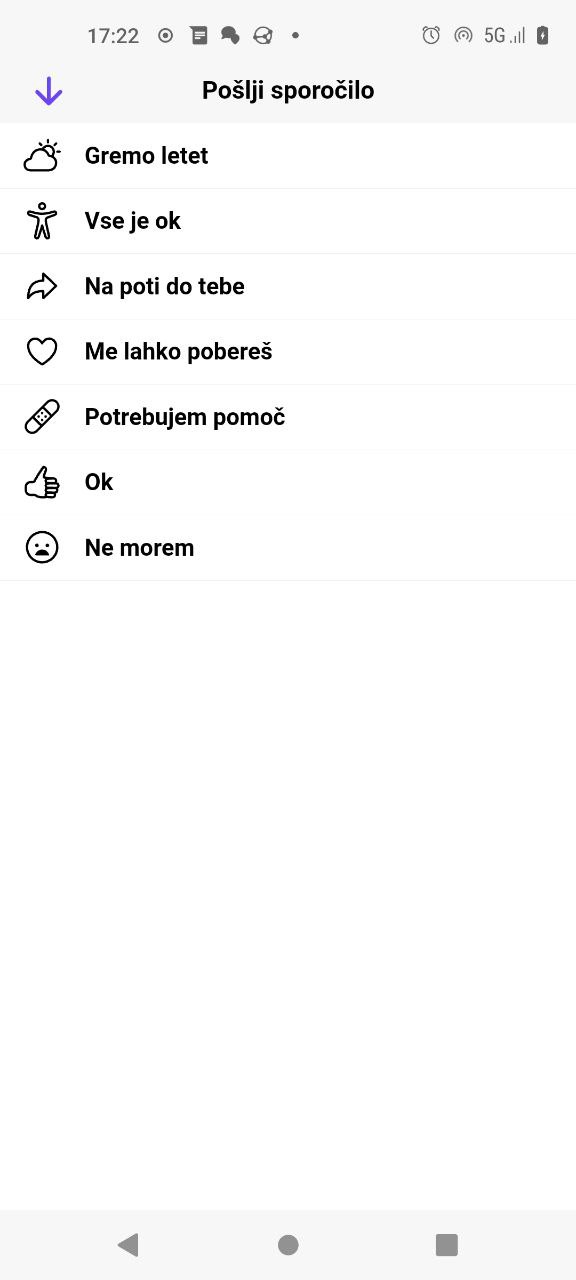 17:22
5G
Pošlji sporočilo
Gremo letet
Vse je ok
Na poti do tebe
Me lahko pobereš
Potrebujem pomoč
Ok
Ne morem